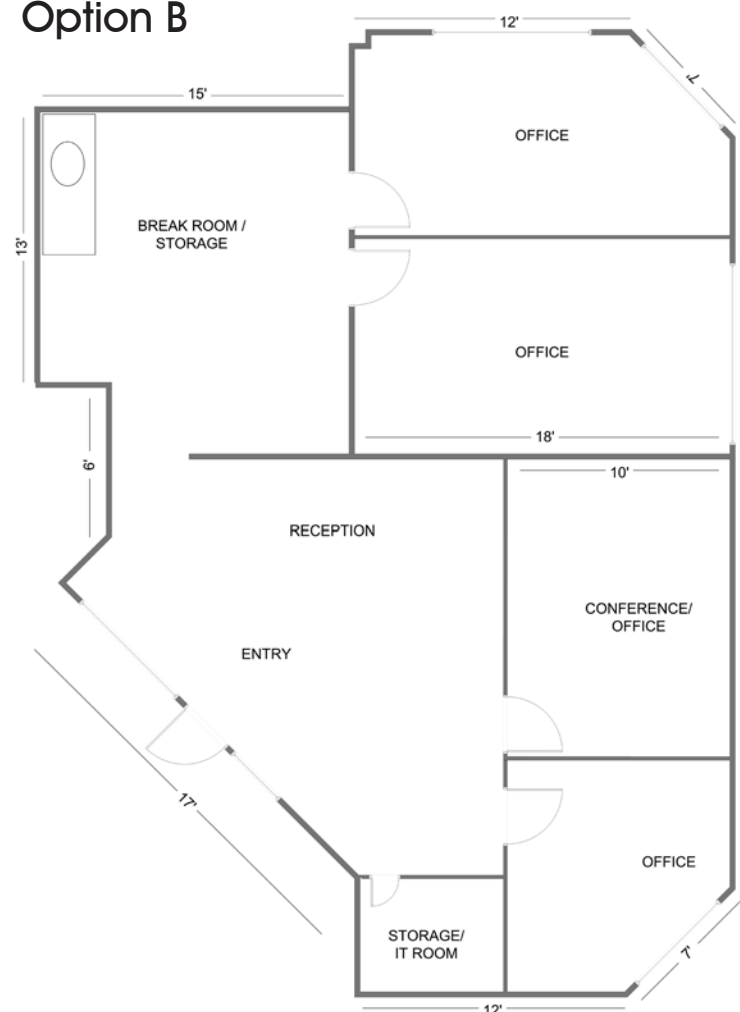 Option B
12'
7'
15'
OFFICE
13'
BREAK ROOM /
STORAGE
OFFICE
18'
6'
10'
RECEPTION
CONFERENCE/
OFFICE
ENTRY
17'
OFFICE
STORAGE/
IT ROOM
7'
12'